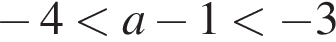 − 4 < a − 1 < −3